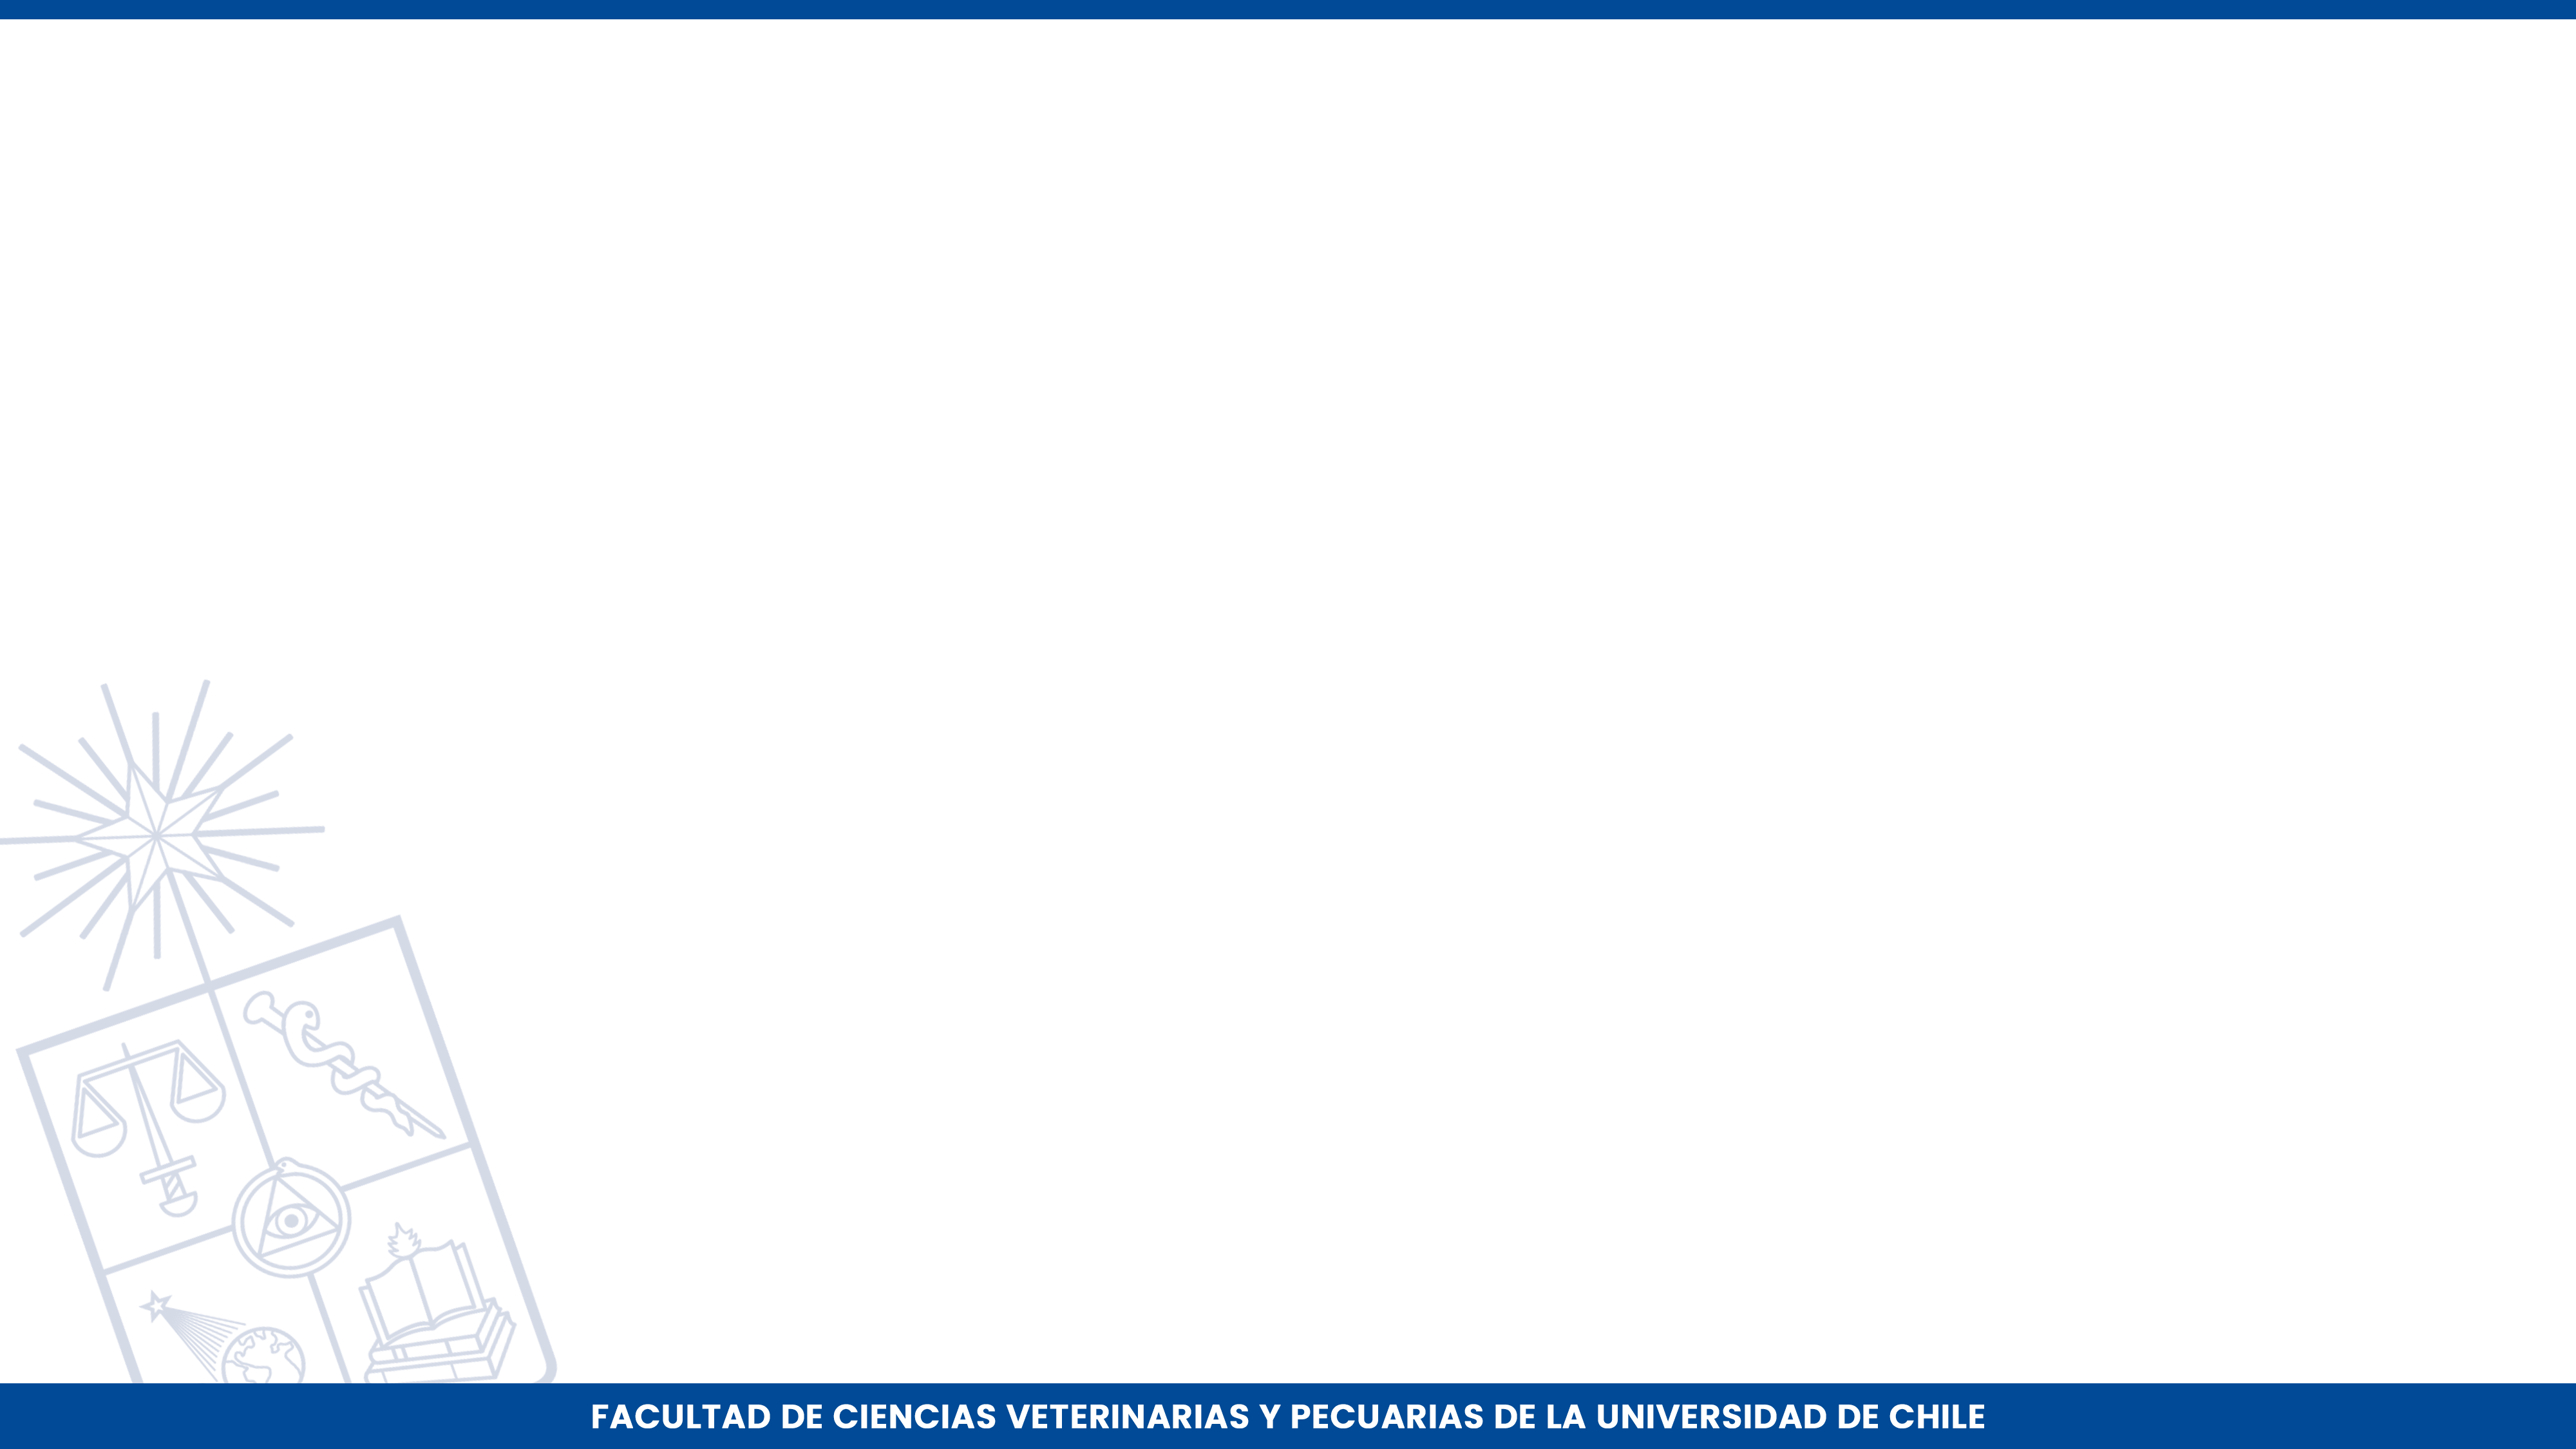 FACULTAD DE CIENCIAS VETERINARIAS Y PECUARIAS DE LA UNIVERSIDAD DE CHILE